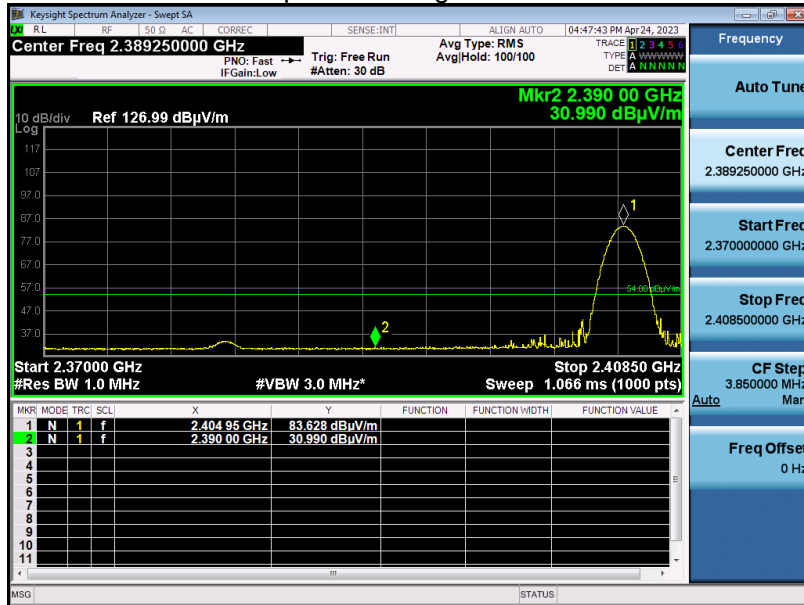 Keysight Spectrum Analyzer - Swept SA
LXI RL RF 50 Ω AC CORREC SENSE:INT ALIGN AUTO 04:47:43 PM Apr 24, 2023
Center Freq 2.389250000 GHz
PNO: Fast
IFGain:Low
Trig: Free Run
#Atten: 30 dB
Avg Type: RMS
Avg|Hold: 100/100
TRACE 1 2 3 4 5 6
TYPE A WWWWW
DET A N N N N N
Mkr2 2.390 00 GHz
30.990 dBµV/m
10 dB/div Ref 126.99 dBµV/m
Log
117
107
97.0
87.0
77.0
67.0
57.0
47.0
37.0
1
2
54.00 dBµV/m
Start 2.37000 GHz Stop 2.40850 GHz
#Res BW 1.0 MHz #VBW 3.0 MHz* Sweep 1.066 ms (1000 pts)
MKR MODE TRC SCL X Y FUNCTION FUNCTION WIDTH FUNCTION VALUE
1 N 1 f 2.404 95 GHz 83.628 dBµV/m
2 N 1 f 2.390 00 GHz 30.990 dBµV/m
3
4
5
6
7
8
9
10
11
MSG STATUS
Frequency
Auto Tune
Center Freq
2.389250000 GHz
Start Freq
2.370000000 GHz
Stop Freq
2.408500000 GHz
CF Step
3.850000 MHz
Auto Man
Freq Offset
0 Hz